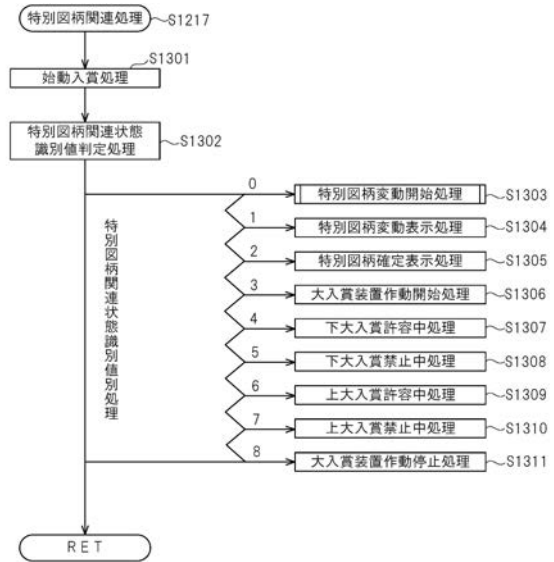 特別図柄関連処理 S1217
S1301
始動入賞処理
特別図柄関連状態
識別値判定処理 S1302
特別図柄関連状態識別値別処理
0 特別図柄変動開始処理 S1303
1 特別図柄変動表示処理 S1304
2 特別図柄確定表示処理 S1305
3 大入賞装置作動開始処理 S1306
4 下大入賞許容中処理 S1307
5 下大入賞禁止中処理 S1308
6 上大入賞許容中処理 S1309
7 上大入賞禁止中処理 S1310
8 大入賞装置作動停止処理 S1311
RET